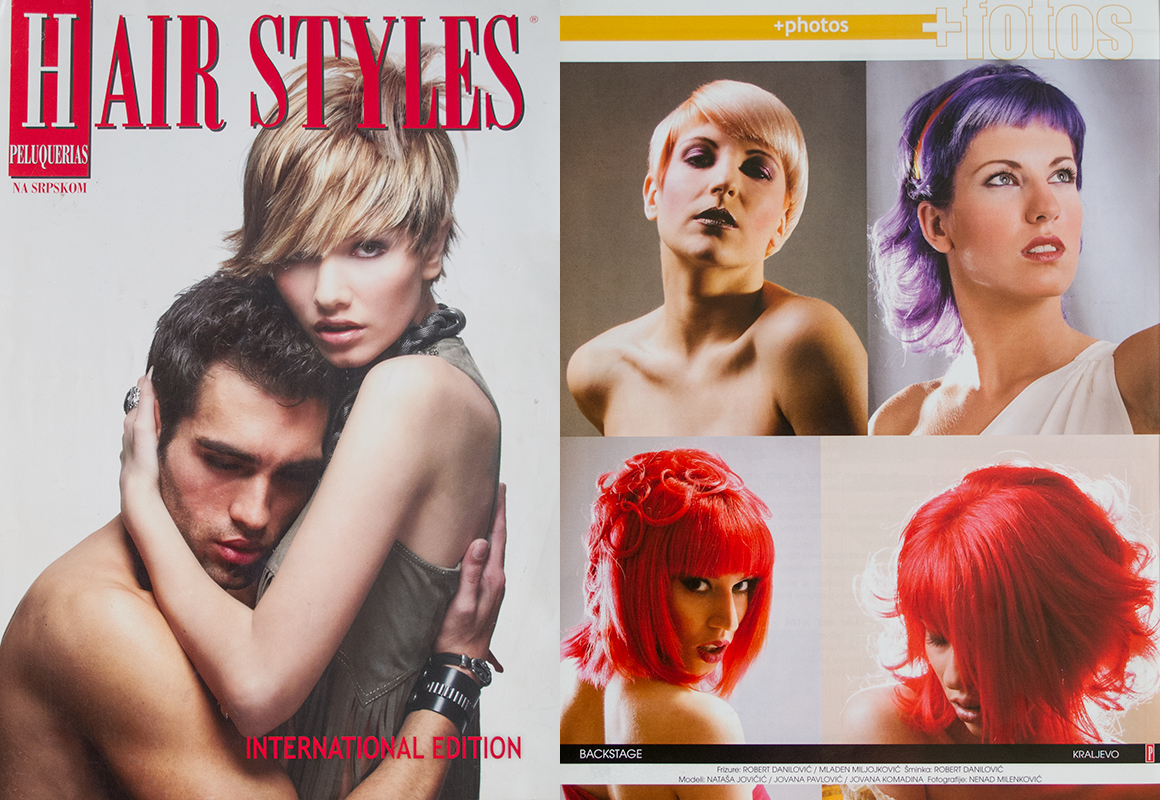 HAIR STYLES®
PELUQUERIAS
NA SRPSKOM
INTERNATIONAL EDITION
+photos
+fotos
BACKSTAGE
KRALJEVO P
Frizure: ROBERT DANILOVIĆ / MLADEN MILJOJKOVIĆ Šminka: ROBERT DANILOVIĆ
Modeli: NATAŠA JOVIČIĆ / JOVANA PAVLOVIĆ / JOVANA KOMADINA Fotografije: NENAD MILENKOVIĆ